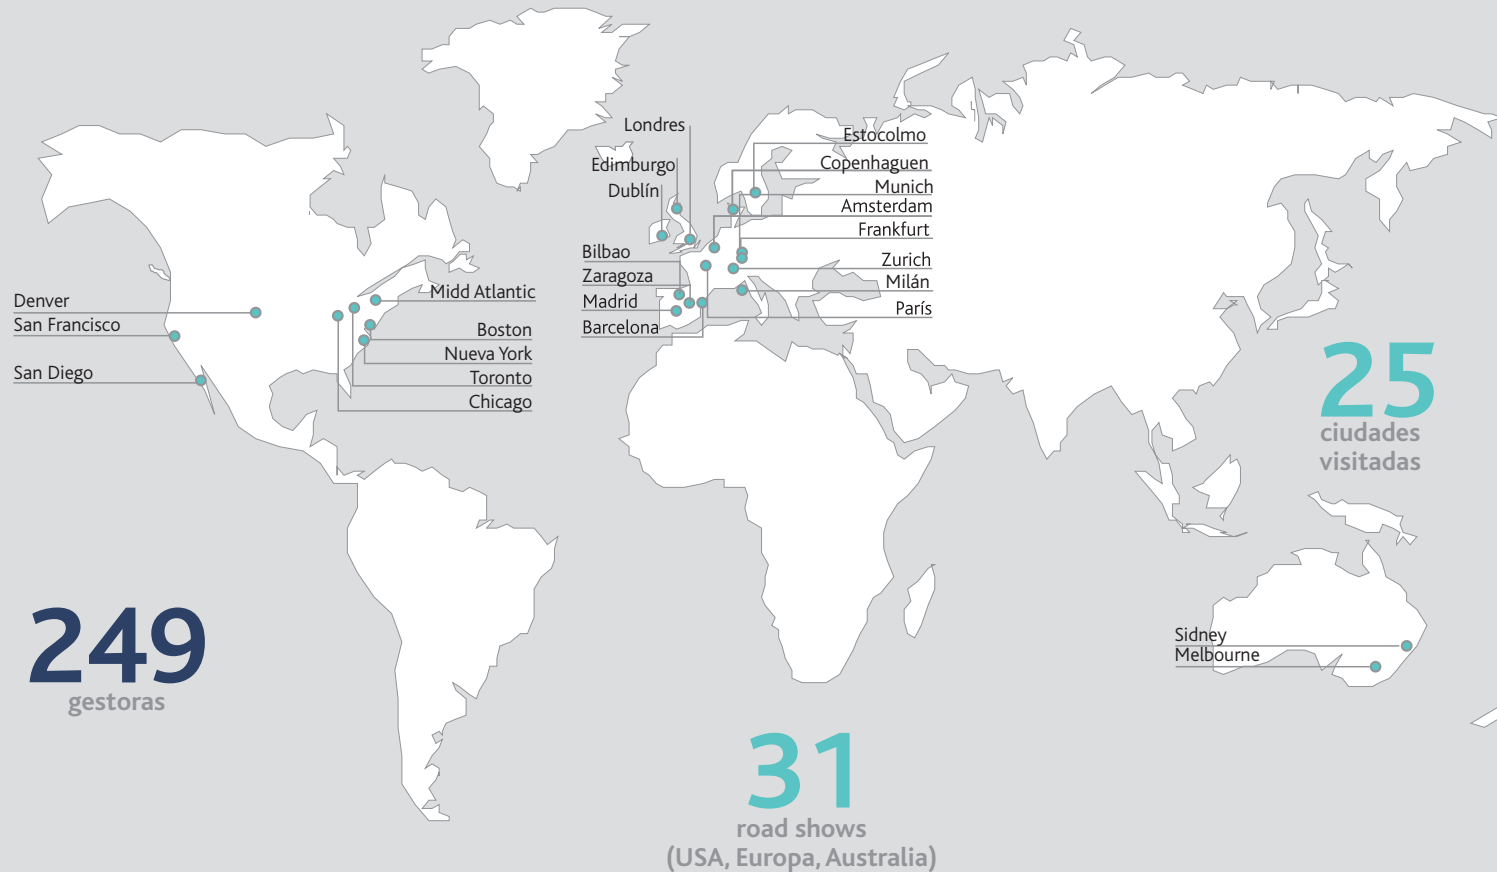 Londres
Edimburgo
Dublín
Estocolmo
Copenhaguen
Munich
Amsterdam
Frankfurt
Zurich
Milán
París
Bilbao
Zaragoza
Madrid
Barcelona
Denver
San Francisco
San Diego
Midd Atlantic
Boston
Nueva York
Toronto
Chicago
25
ciudades
visitadas
249
gestoras
Sidney
Melbourne
31
road shows
(USA, Europa, Australia)